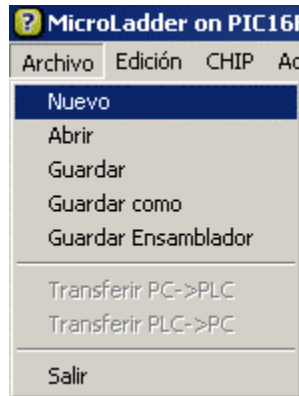 MicroLadder on PIC16
Archivo Edición CHIP
Nuevo
Abrir
Guardar
Guardar como
Guardar Ensamblador
Transferir PC->PLC
Transferir PLC->PC
Salir